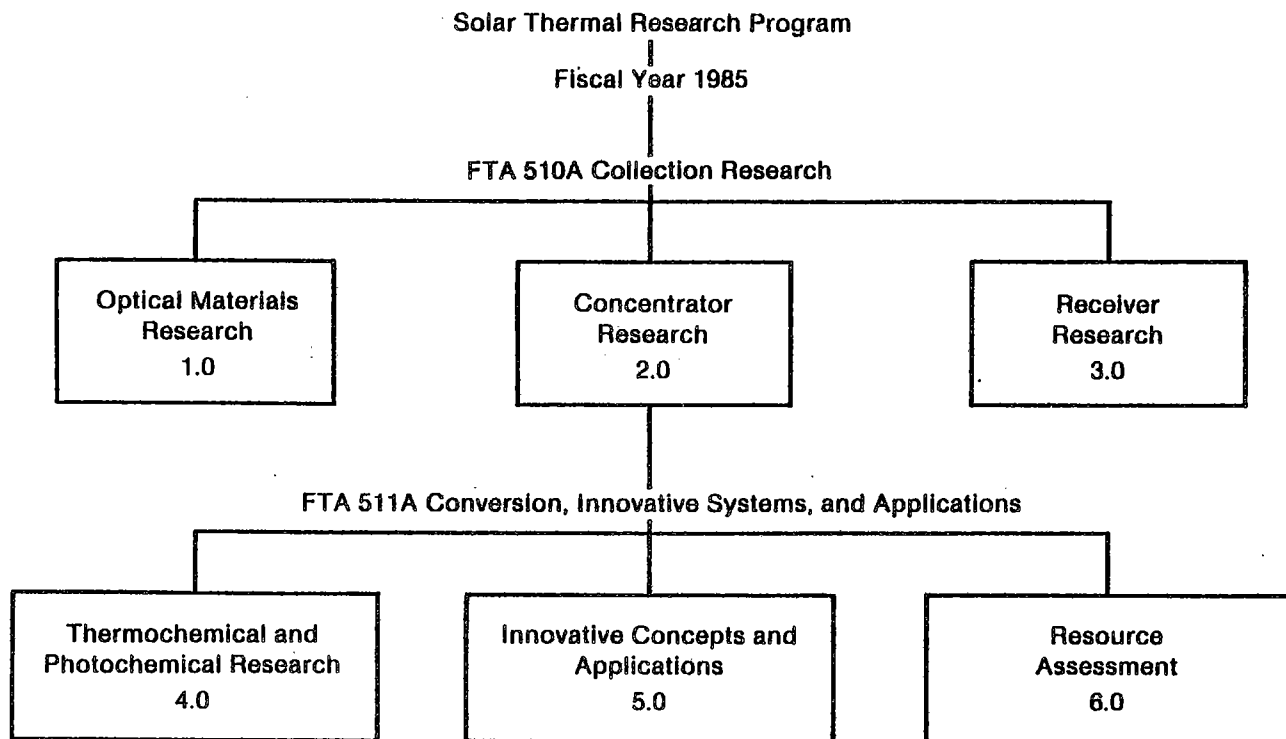 Solar Thermal Research Program
Fiscal Year 1985
FTA 510A Collection Research
Optical Materials
Research
1.0
Concentrator
Research
2.0
Receiver
Research
3.0
FTA 511A Conversion, Innovative Systems, and Applications
Thermochemical and
Photochemical Research
4.0
Innovative Concepts and
Applications
5.0
Resource
Assessment
6.0